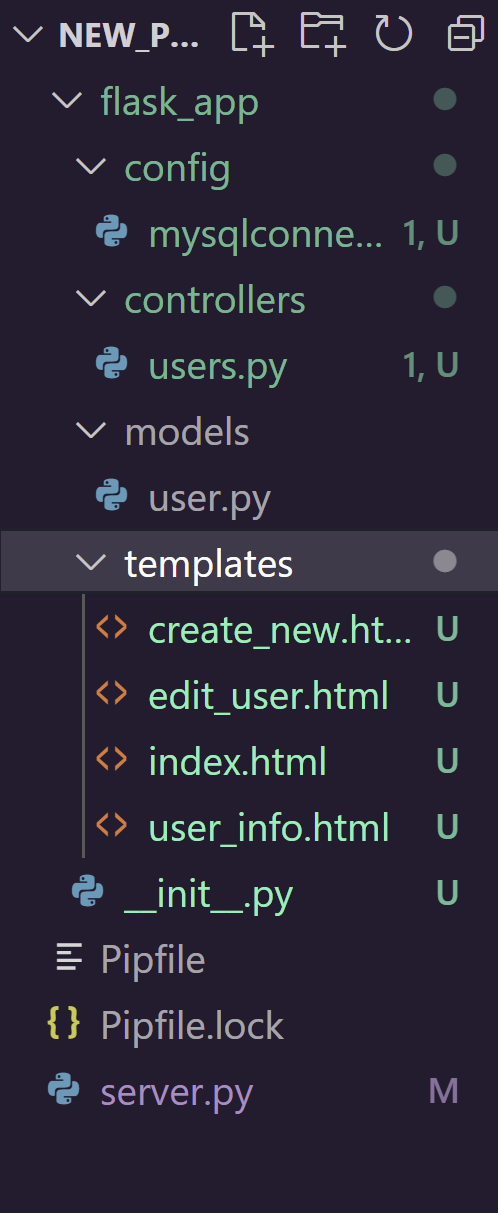 NEW_P...
flask_app
config
mysqlconne... 1, U
controllers
users.py 1, U
models
user.py
templates
create_new.ht... U
edit_user.html U
index.html U
user_info.html U
__init__.py U
Pipfile
{} Pipfile.lock
server.py M